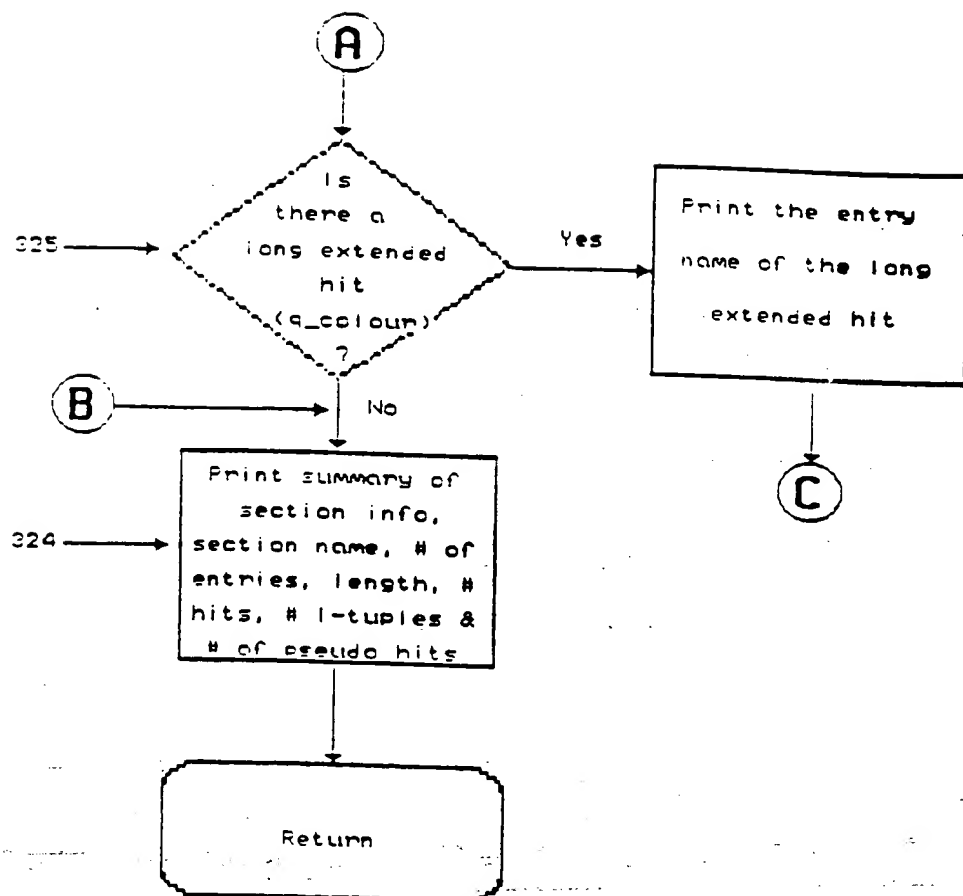 A
Is
there a
long extended
hit
(q_colour)
?
325
Yes
Print the entry
name of the long
extended hit
B
No
C
Print summary of
section info,
section name, # of
entries, length, #
hits, # l-tuples &
# of pseudo hits
324
Return